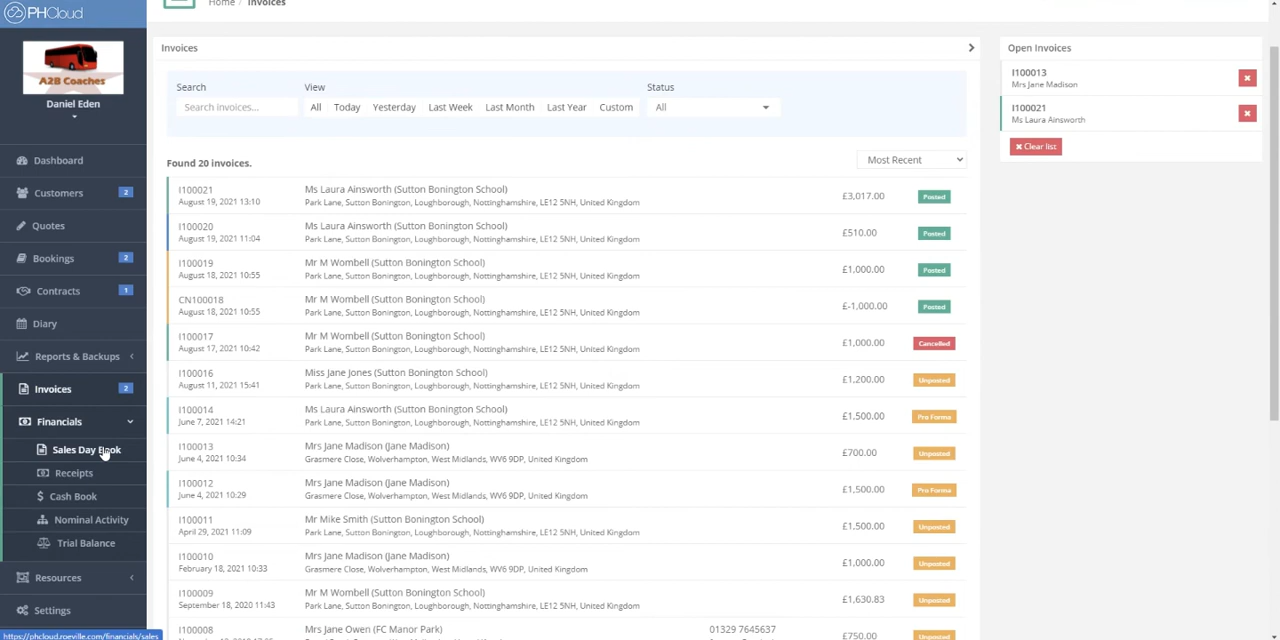 PHCloud
A2B Coaches
Daniel Eden
Dashboard
Customers 2
Quotes
Bookings 2
Contracts 1
Diary
Reports & Backups
Invoices 2
Financials
Sales Day Book
Receipts
Cash Book
Nominal Activity
Trial Balance
Resources
Settings
https://phcloud.roeville.com/financials/sales
Home / Invoices
Invoices
Search View Status
Search invoices... All Today Yesterday Last Week Last Month Last Year Custom All
Found 20 invoices. Most Recent
I100021 Ms Laura Ainsworth (Sutton Bonington School) £3,017.00 Posted
August 19, 2021 13:10 Park Lane, Sutton Bonington, Loughborough, Nottinghamshire, LE12 5NH, United Kingdom
I100020 Ms Laura Ainsworth (Sutton Bonington School) £510.00 Posted
August 19, 2021 11:04 Park Lane, Sutton Bonington, Loughborough, Nottinghamshire, LE12 5NH, United Kingdom
I100019 Mr M Wombell (Sutton Bonington School) £1,000.00 Posted
August 18, 2021 10:55 Park Lane, Sutton Bonington, Loughborough, Nottinghamshire, LE12 5NH, United Kingdom
CN100018 Mr M Wombell (Sutton Bonington School) £-1,000.00 Posted
August 18, 2021 10:55 Park Lane, Sutton Bonington, Loughborough, Nottinghamshire, LE12 5NH, United Kingdom
I100017 Mr M Wombell (Sutton Bonington School) £1,000.00 Cancelled
August 17, 2021 10:42 Park Lane, Sutton Bonington, Loughborough, Nottinghamshire, LE12 5NH, United Kingdom
I100016 Miss Jane Jones (Sutton Bonington School) £1,200.00 Unposted
August 11, 2021 15:41 Park Lane, Sutton Bonington, Loughborough, Nottinghamshire, LE12 5NH, United Kingdom
I100014 Ms Laura Ainsworth (Sutton Bonington School) £1,500.00 Pro Forma
June 7, 2021 14:21 Park Lane, Sutton Bonington, Loughborough, Nottinghamshire, LE12 5NH, United Kingdom
I100013 Mrs Jane Madison (Jane Madison) £700.00 Unposted
June 4, 2021 10:34 Grasmere Close, Wolverhampton, West Midlands, WV6 9DP, United Kingdom
I100012 Mrs Jane Madison (Jane Madison) £1,500.00 Pro Forma
June 4, 2021 10:29 Grasmere Close, Wolverhampton, West Midlands, WV6 9DP, United Kingdom
I100011 Mr Mike Smith (Sutton Bonington School) £1,500.00 Unposted
April 29, 2021 11:09 Park Lane, Sutton Bonington, Loughborough, Nottinghamshire, LE12 5NH, United Kingdom
I100010 Mrs Jane Madison (Jane Madison) £1,000.00 Unposted
February 18, 2021 10:33 Grasmere Close, Wolverhampton, West Midlands, WV6 9DP, United Kingdom
I100009 Mr M Wombell (Sutton Bonington School) £1,630.83 Unposted
September 18, 2020 11:43 Park Lane, Sutton Bonington, Loughborough, Nottinghamshire, LE12 5NH, United Kingdom
I100008 Mrs Jane Owen (FC Manor Park) 01329 7645637 £750.00 Unposted
Open Invoices
I100013
Mrs Jane Madison
I100021
Ms Laura Ainsworth
Clear list